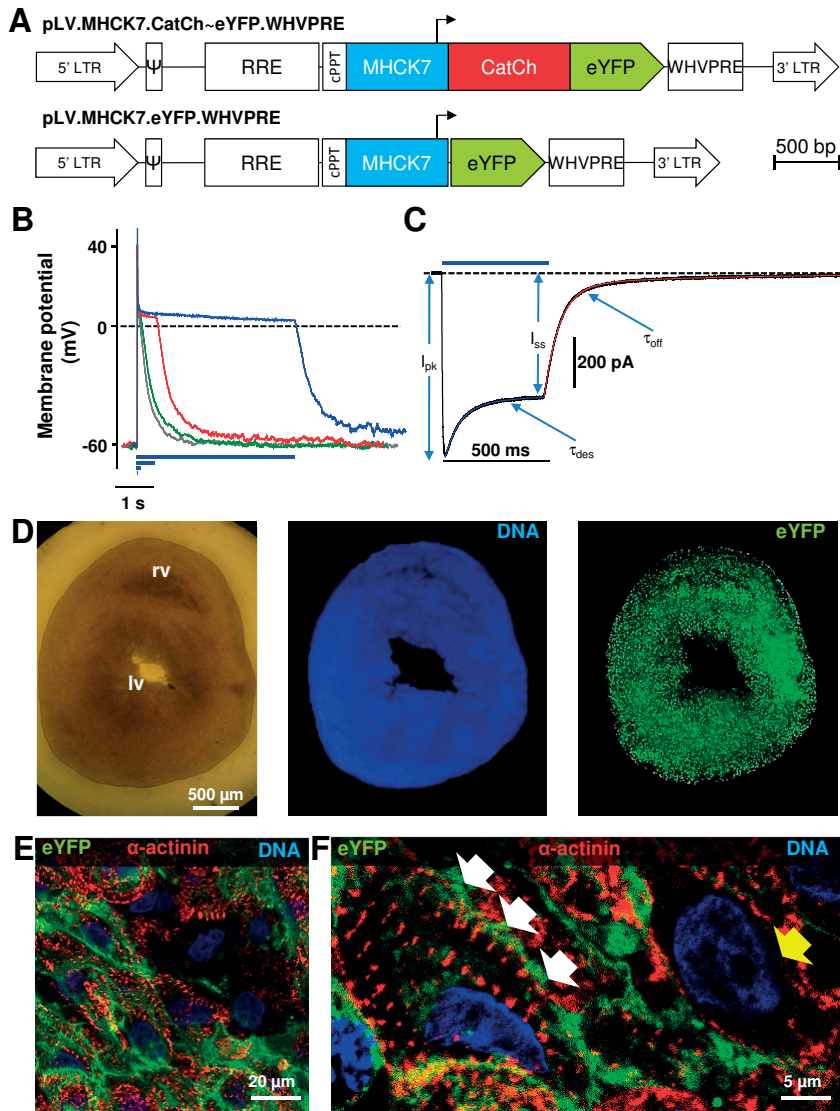 A
pLV.MHCK7.CatCh~eYFP.WHVPRE
5' LTR Ψ RRE cPPT MHCK7 CatCh eYFP WHVPRE 3' LTR
pLV.MHCK7.eYFP.WHVPRE
5' LTR Ψ RRE cPPT MHCK7 eYFP WHVPRE 3' LTR
500 bp
B
Membrane potential
(mV)
40
0
-60
1 s
C
Ipk
Iss
τoff
200 pA
500 ms
τdes
D
rv
lv
500 µm
DNA
eYFP
E
eYFP α-actinin DNA
20 µm
F
eYFP α-actinin DNA
5 µm